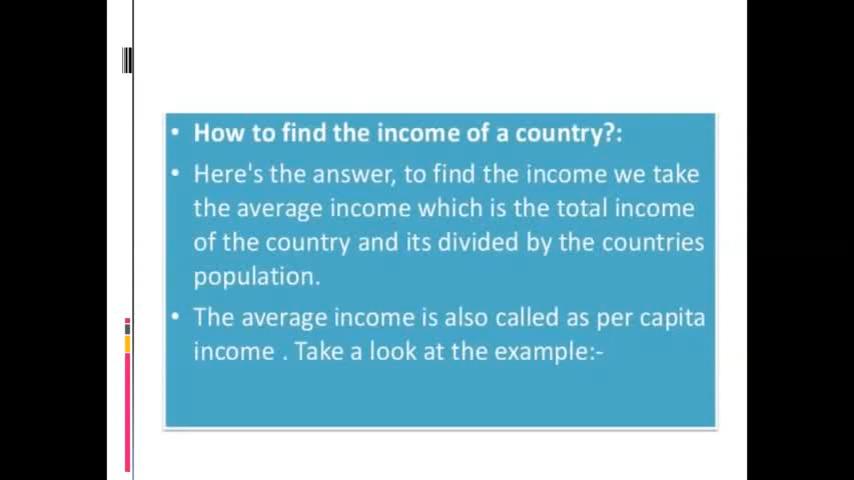 • How to find the income of a country?:
• Here's the answer, to find the income we take
the average income which is the total income
of the country and its divided by the countries
population.
• The average income is also called as per capita
income . Take a look at the example:-